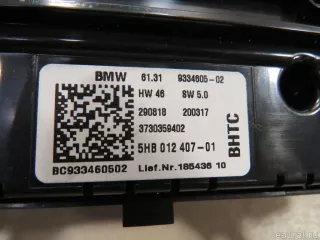 BMW 61.31 9334605-02
HW 46 SW 5.0
290818 200317
3730359402
5HB 012 407-01
BHTC
BC933460502 Lief.Nr.185436 10